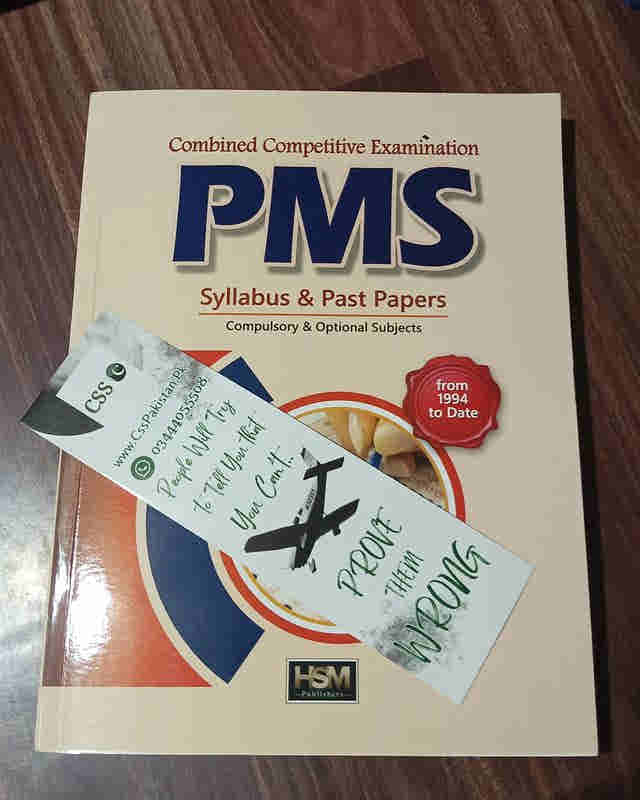 Combined Competitive Examination
PMS
Syllabus & Past Papers
Compulsory & Optional Subjects
from
1994
to Date
CSS
www.CssPakistan.Pk
03444055508
People Will Try
To Tell You That
You Can't..
PROVE
THEM
WRONG
HSM
Publishers